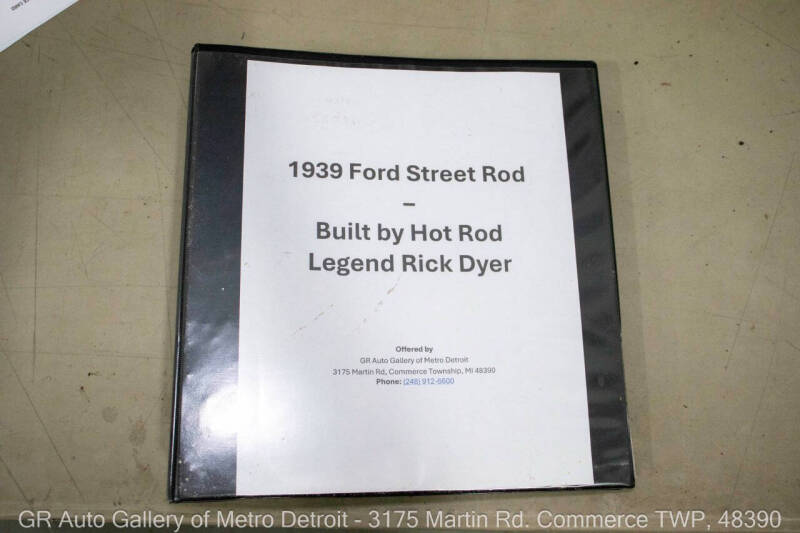 1939 Ford Street Rod
–
Built by Hot Rod
Legend Rick Dyer
Offered by
GR Auto Gallery of Metro Detroit
3175 Martin Rd, Commerce Township, MI 48390
Phone: (248) 912-6600
GR Auto Gallery of Metro Detroit - 3175 Martin Rd. Commerce TWP, 48390